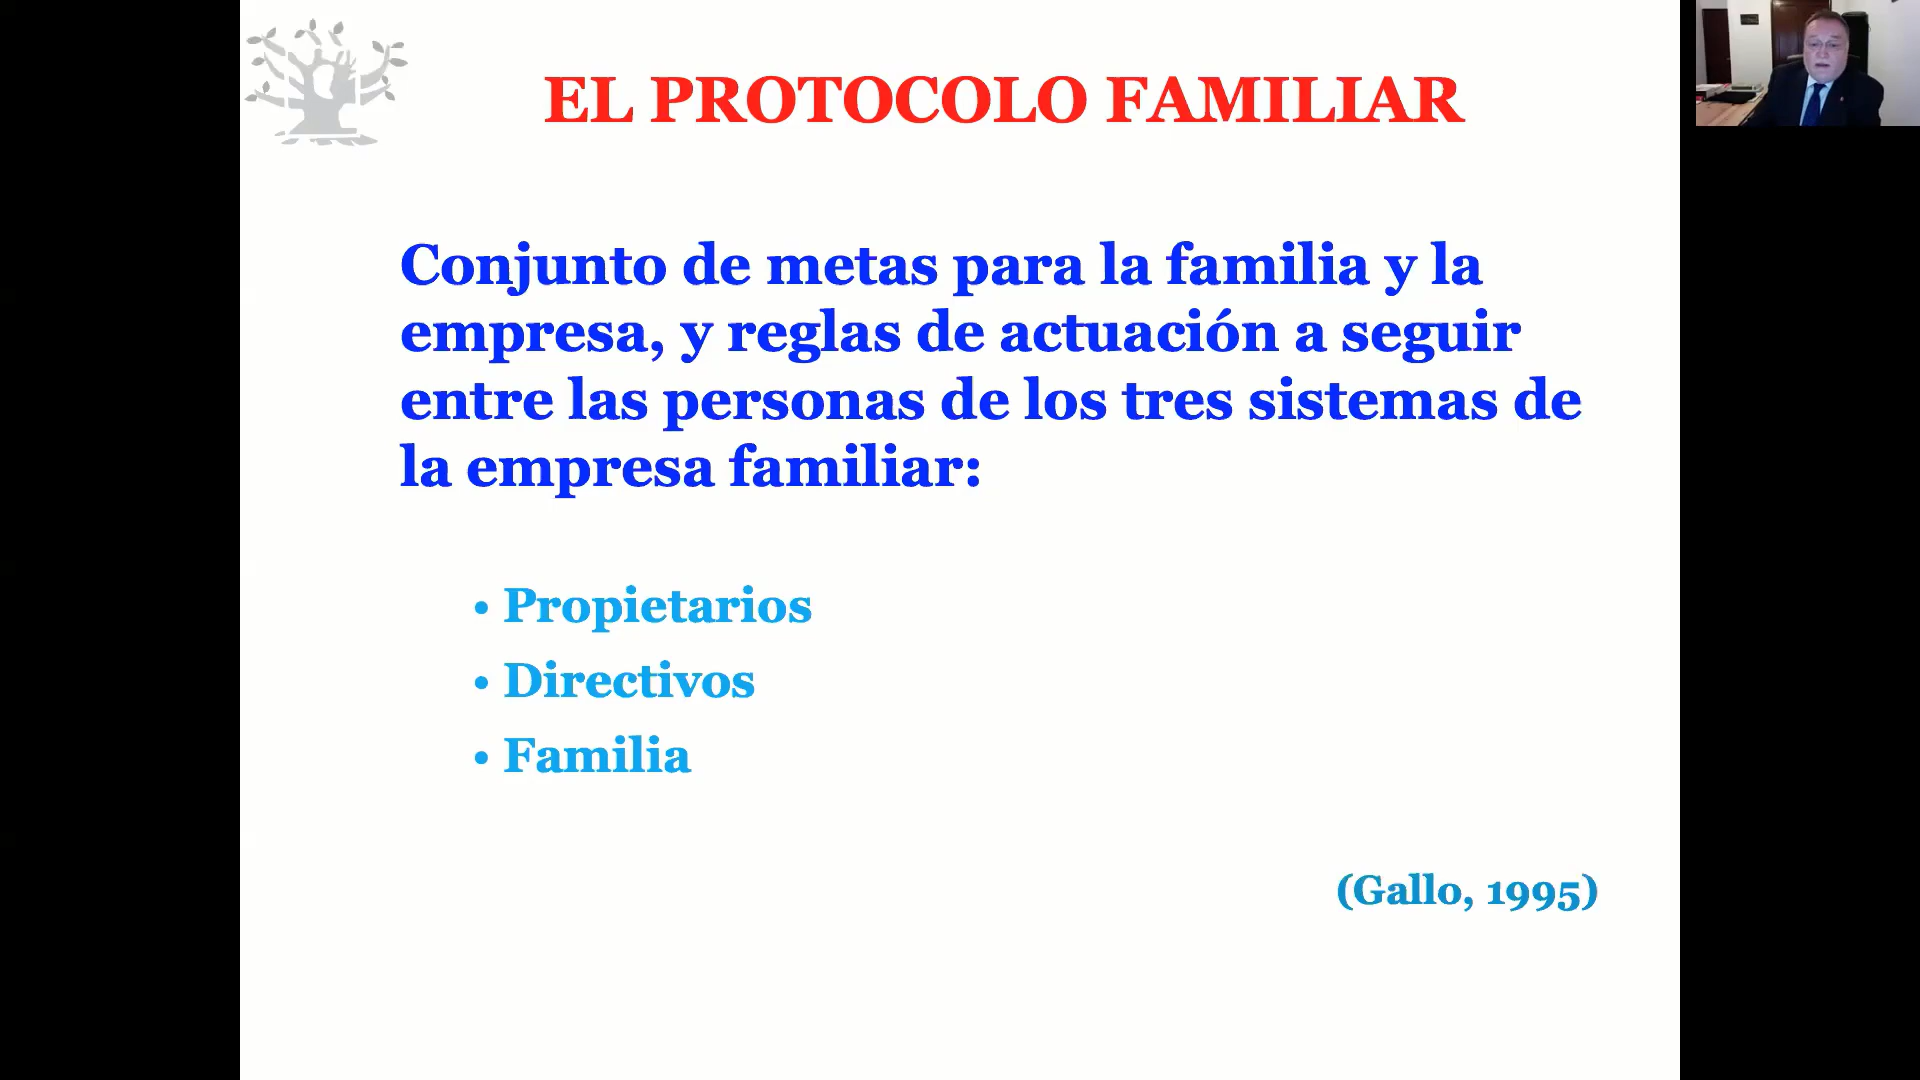 EL PROTOCOLO FAMILIAR
Conjunto de metas para la familia y la
empresa, y reglas de actuación a seguir
entre las personas de los tres sistemas de
la empresa familiar:
• Propietarios
• Directivos
• Familia
(Gallo, 1995)